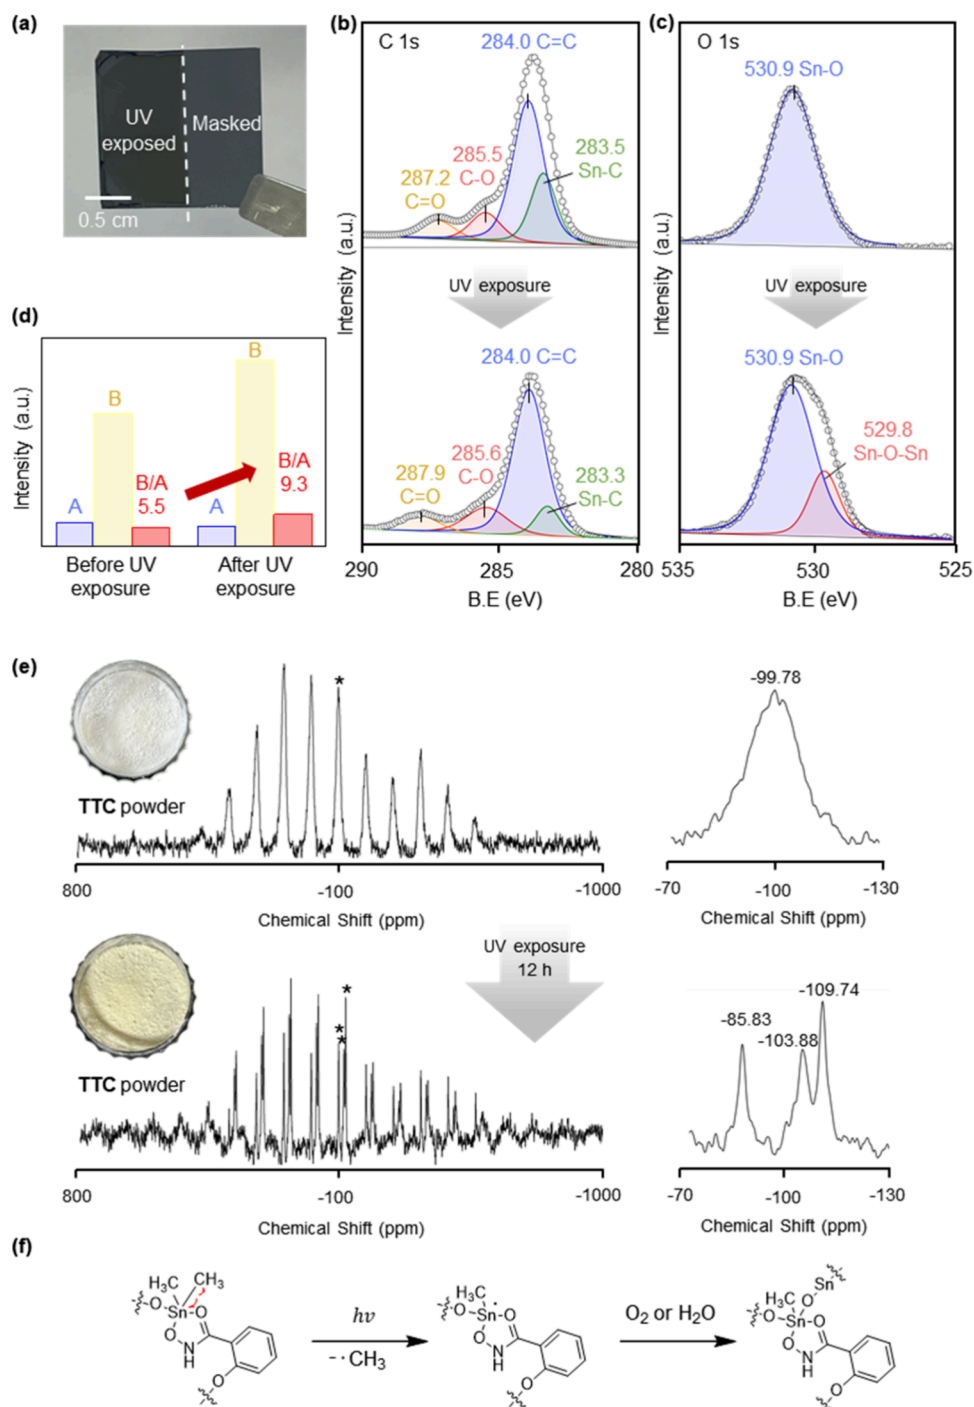 (a)
UV
exposed
Masked
0.5 cm
(b)
C 1s
284.0 C=C
285.5
C-O
287.2
C=O
283.5
Sn-C
Intensity (a.u.)
UV exposure
284.0 C=C
285.6
C-O
287.9
C=O
283.3
Sn-C
290
285
280
B.E (eV)
(c)
O 1s
530.9 Sn-O
Intensity (a.u.)
UV exposure
530.9 Sn-O
529.8
Sn-O-Sn
535
530
525
B.E (eV)
(d)
Intensity (a.u.)
A
B
B/A
5.5
A
B
B/A
9.3
Before UV
exposure
After UV
exposure
(e)
TTC powder
*
800
-100
-1000
Chemical Shift (ppm)
-99.78
-70
-100
-130
Chemical Shift (ppm)
UV exposure
12 h
TTC powder
*
*
*
800
-100
-1000
Chemical Shift (ppm)
-85.83
-103.88
-109.74
-70
-100
-130
Chemical Shift (ppm)
(f)
H₃C
CH₃
O
Sn
O
O
N
H
O
hν
- ·CH₃
H₃C
O
Sn·
O
O
N
H
O
O₂ or H₂O
Sn
H₃C
O
O
Sn
O
O
N
H
O